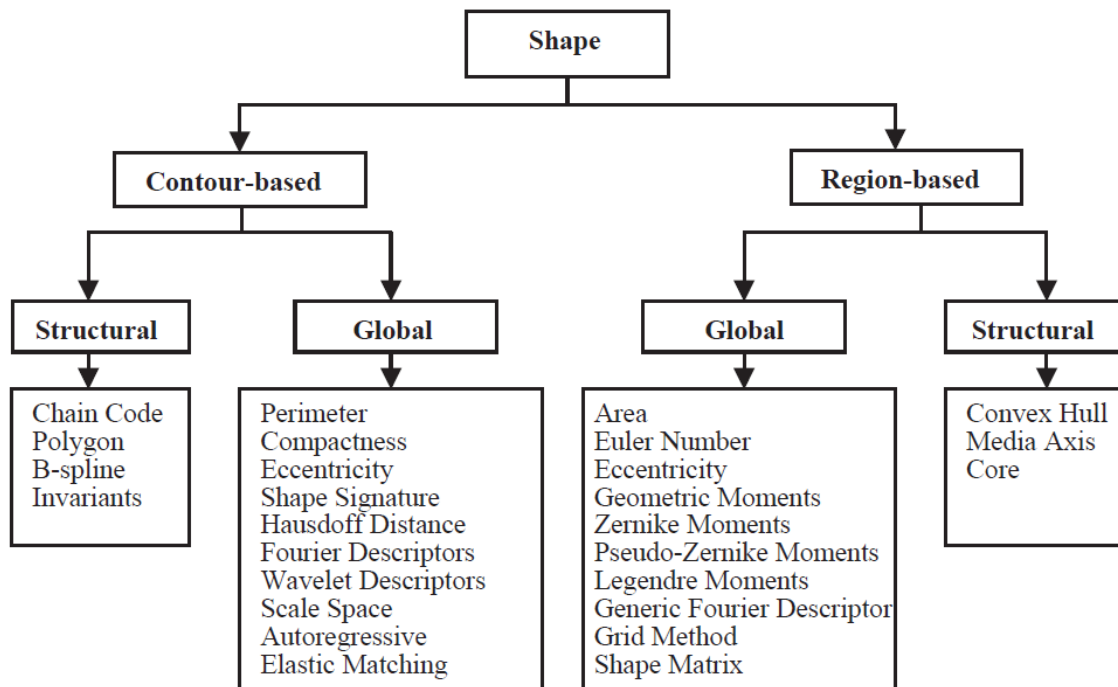 Shape
Contour-based
Region-based
Structural
Global
Global
Structural
Chain Code
Polygon
B-spline
Invariants
Perimeter
Compactness
Eccentricity
Shape Signature
Hausdoff Distance
Fourier Descriptors
Wavelet Descriptors
Scale Space
Autoregressive
Elastic Matching
Area
Euler Number
Eccentricity
Geometric Moments
Zernike Moments
Pseudo-Zernike Moments
Legendre Moments
Generic Fourier Descriptor
Grid Method
Shape Matrix
Convex Hull
Media Axis
Core